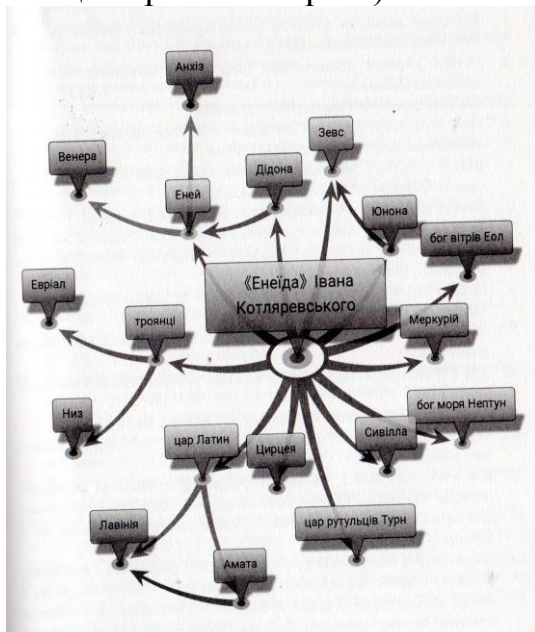 Анхіз
Зевс
Венера
Дідона
Еней
Юнона
бог вітрів Еол
《Енеїда》 Івана
Котляревського
Евріал
троянці
Меркурій
бог моря Нептун
Низ
цар Латин
Цирцея
Сивілла
Лавінія
цар рутульців Турн
Амата